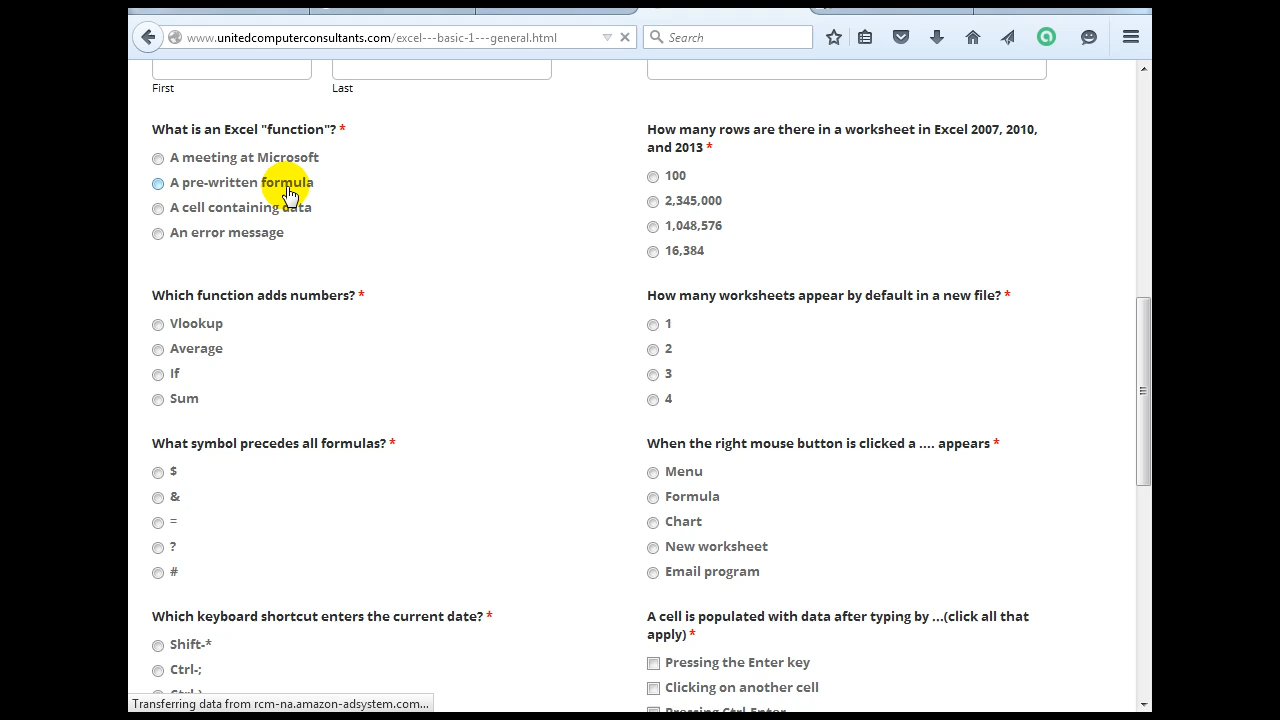 www.unitedcomputerconsultants.com/excel---basic-1---general.html
Search
First
Last
What is an Excel "function"? *
A meeting at Microsoft
A pre-written formula
A cell containing data
An error message
How many rows are there in a worksheet in Excel 2007, 2010,
and 2013 *
100
2,345,000
1,048,576
16,384
Which function adds numbers? *
Vlookup
Average
If
Sum
How many worksheets appear by default in a new file? *
1
2
3
4
What symbol precedes all formulas? *
$
&
=
?
#
When the right mouse button is clicked a .... appears *
Menu
Formula
Chart
New worksheet
Email program
Which keyboard shortcut enters the current date? *
Shift-*
Ctrl-;
A cell is populated with data after typing by ...(click all that
apply) *
Pressing the Enter key
Clicking on another cell
Pressing Ctrl-Enter
Transferring data from rcm-na.amazon-adsystem.com...